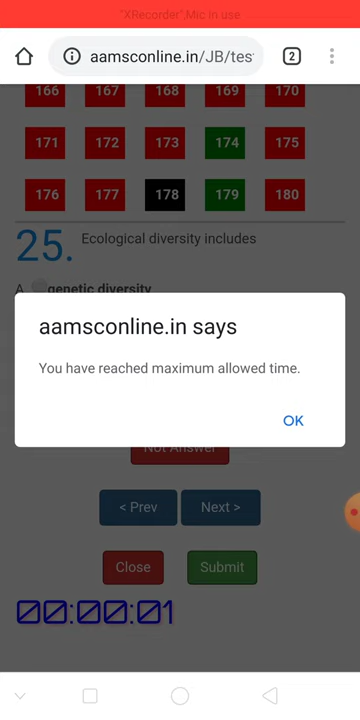 "XRecorder",Mic in use
aamsconline.in/JB/tes
2
166 167 168 169 170
171 172 173 174 175
176 177 178 179 180
25. Ecological diversity includes
A genetic diversity
aamsconline.in says
You have reached maximum allowed time.
OK
Not Answer
< Prev Next >
Close Submit
00:00:01